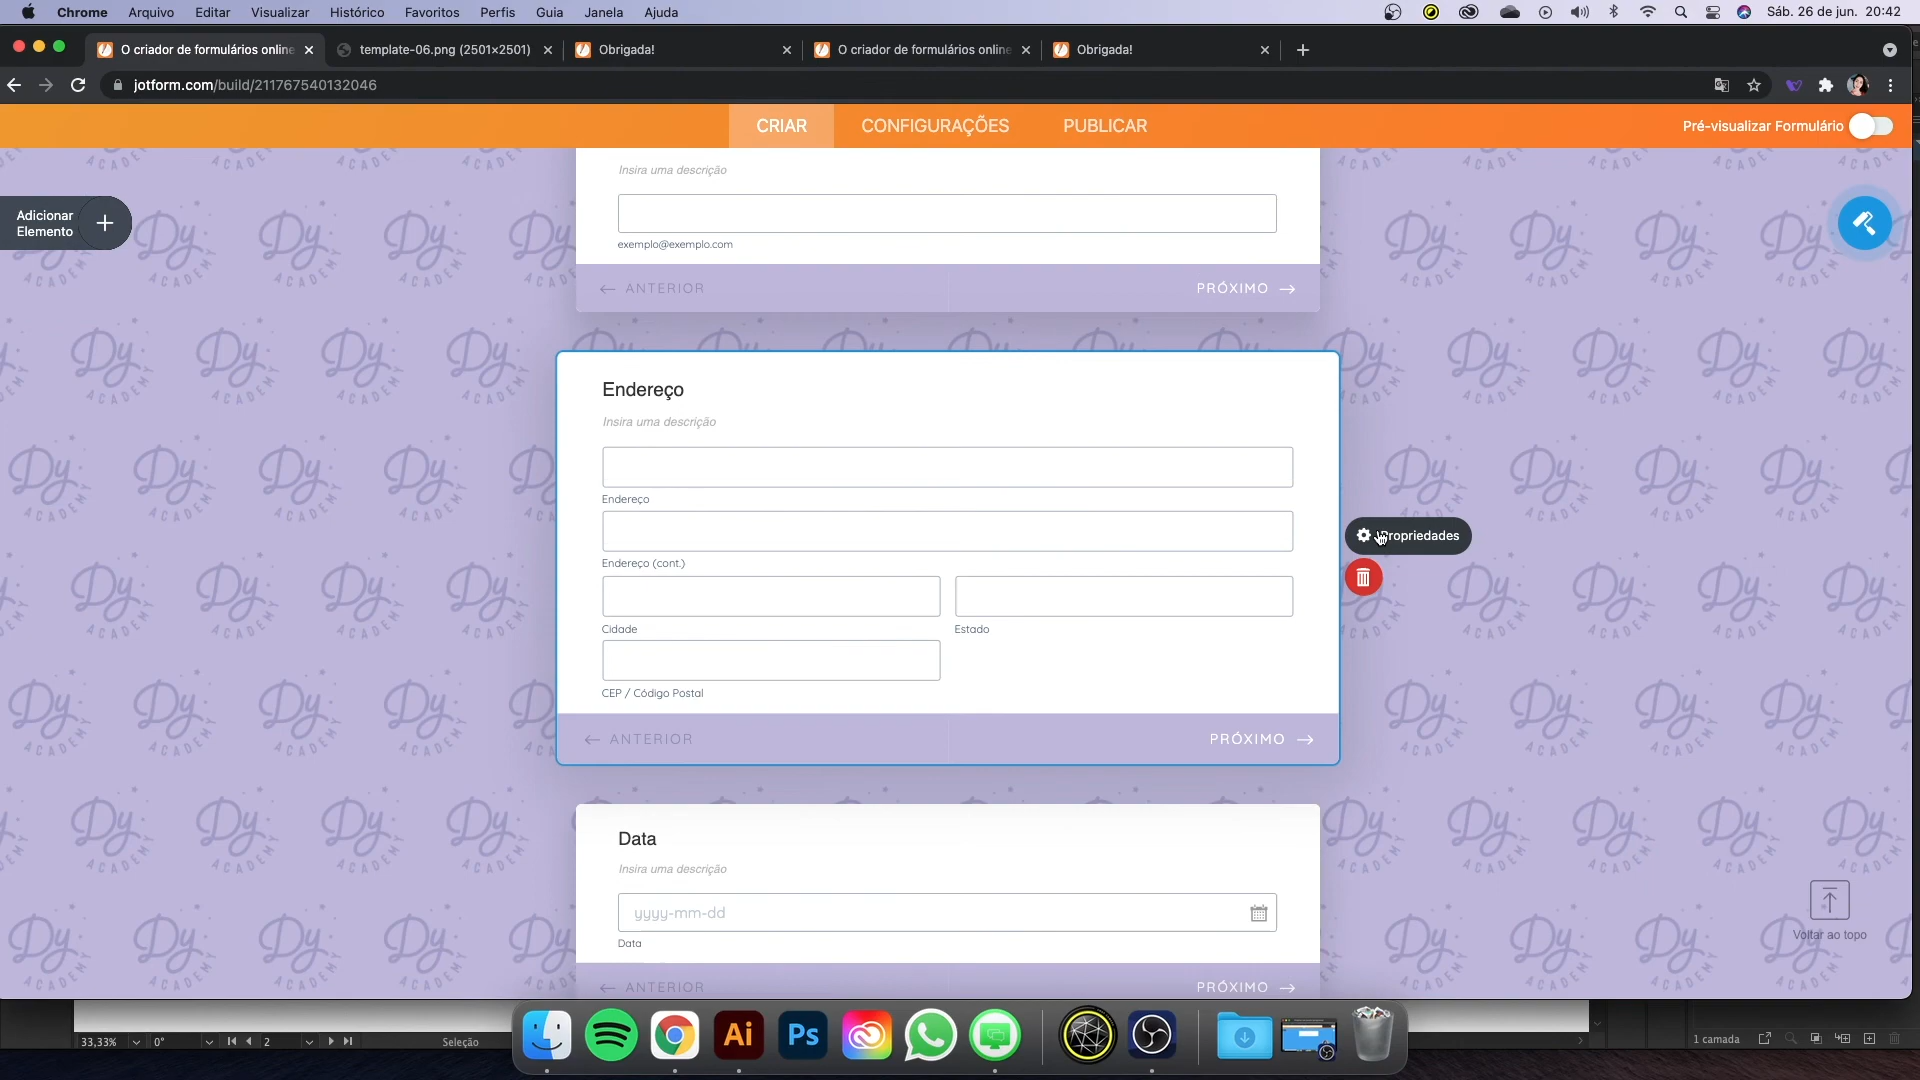 Chrome Arquivo Editar Visualizar Histórico Favoritos Perfis Guia Janela Ajuda Sáb. 26 de jun. 20:42
O criador de formulários online template-06.png (2501×2501) Obrigada! O criador de formulários online Obrigada!
jotform.com/build/211767540132046
CRIAR CONFIGURAÇÕES PUBLICAR Pré-visualizar Formulário
Insira uma descrição
Adicionar
Elemento
exemplo@exemplo.com
ANTERIOR PRÓXIMO
Endereço
Insira uma descrição
Endereço
Propriedades
Endereço (cont.)
Cidade Estado
CEP / Código Postal
ANTERIOR PRÓXIMO
Data
Insira uma descrição
yyyy-mm-dd
Data
Voltar ao topo
ANTERIOR PRÓXIMO
Dy ACADEMY
33,33% 0° 2 Seleção
Ai Ps
1 camada